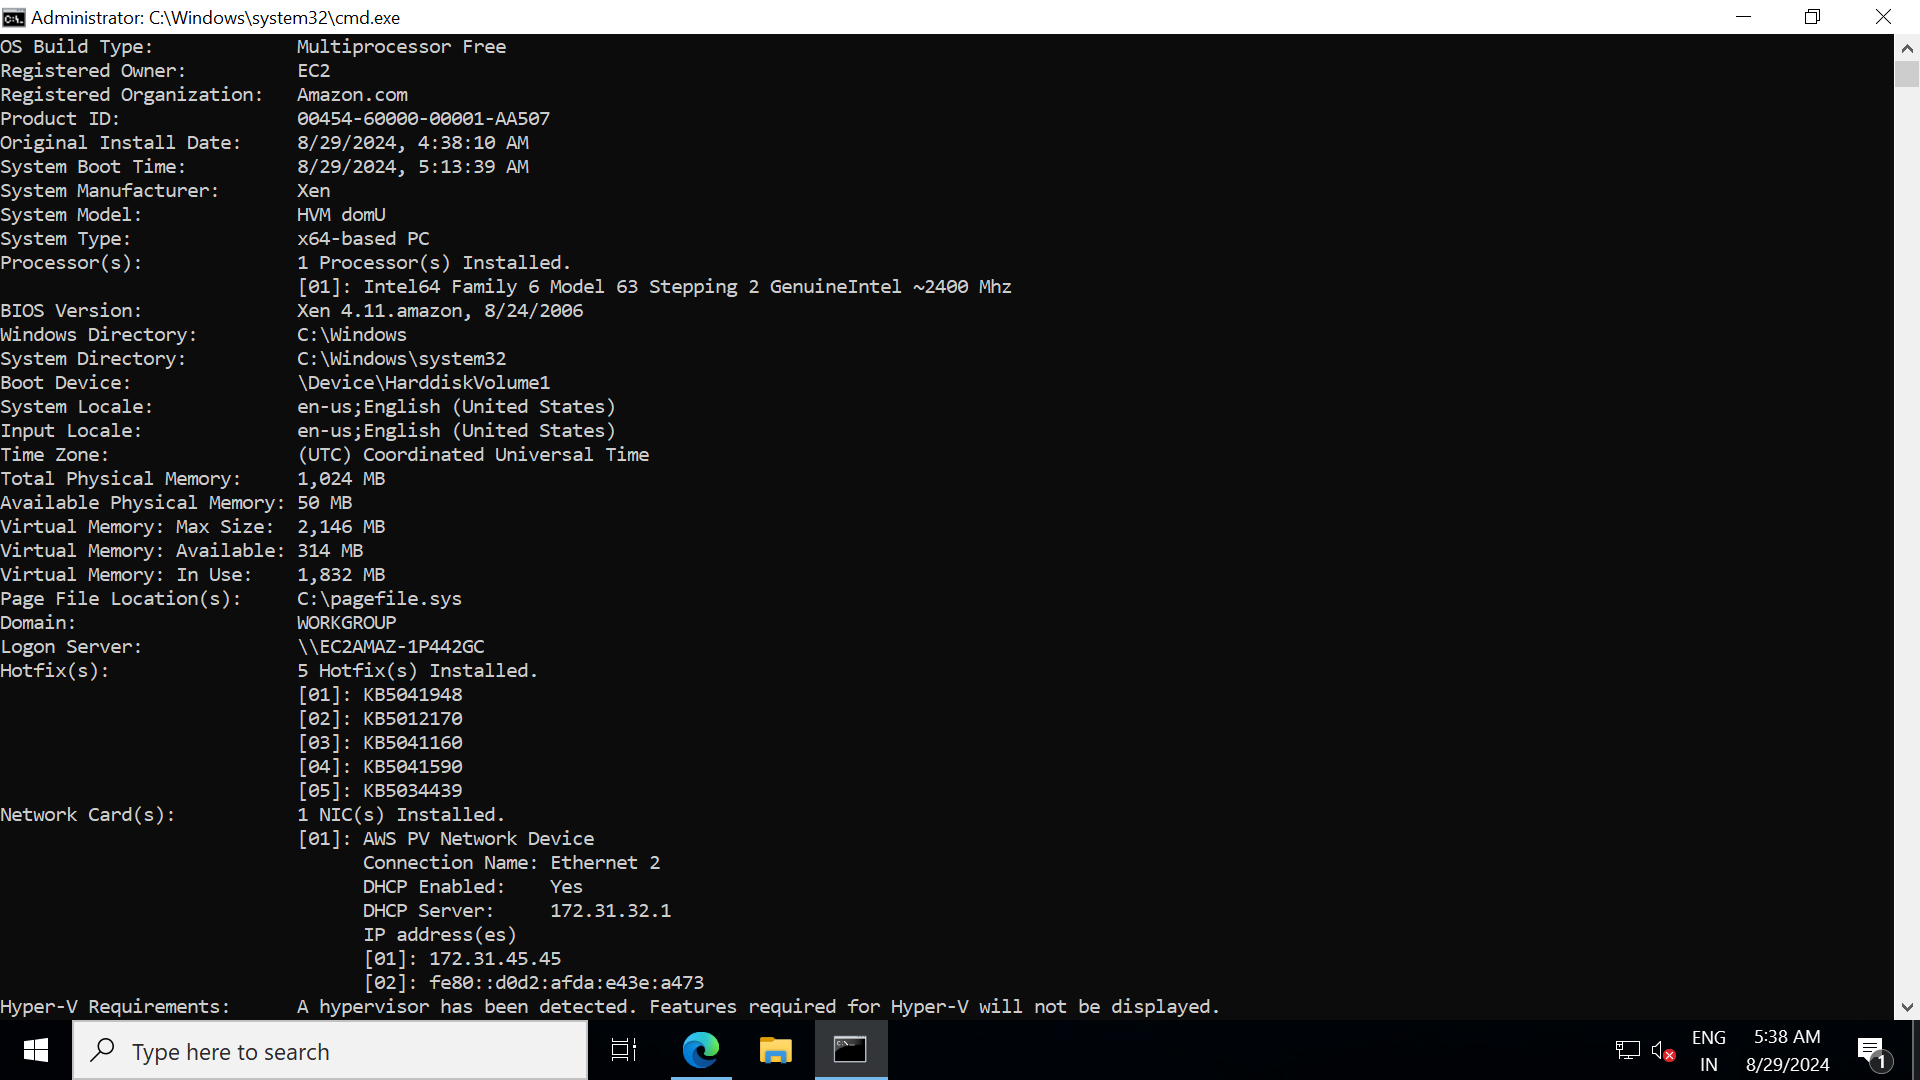 Administrator: C:\Windows\system32\cmd.exe
OS Build Type: Multiprocessor Free
Registered Owner: EC2
Registered Organization: Amazon.com
Product ID: 00454-60000-00001-AA507
Original Install Date: 8/29/2024, 4:38:10 AM
System Boot Time: 8/29/2024, 5:13:39 AM
System Manufacturer: Xen
System Model: HVM domU
System Type: x64-based PC
Processor(s): 1 Processor(s) Installed.
[01]: Intel64 Family 6 Model 63 Stepping 2 GenuineIntel ~2400 Mhz
BIOS Version: Xen 4.11.amazon, 8/24/2006
Windows Directory: C:\Windows
System Directory: C:\Windows\system32
Boot Device: \Device\HarddiskVolume1
System Locale: en-us;English (United States)
Input Locale: en-us;English (United States)
Time Zone: (UTC) Coordinated Universal Time
Total Physical Memory: 1,024 MB
Available Physical Memory: 50 MB
Virtual Memory: Max Size: 2,146 MB
Virtual Memory: Available: 314 MB
Virtual Memory: In Use: 1,832 MB
Page File Location(s): C:\pagefile.sys
Domain: WORKGROUP
Logon Server: \\EC2AMAZ-1P442GC
Hotfix(s): 5 Hotfix(s) Installed.
[01]: KB5041948
[02]: KB5012170
[03]: KB5041160
[04]: KB5041590
[05]: KB5034439
Network Card(s): 1 NIC(s) Installed.
[01]: AWS PV Network Device
Connection Name: Ethernet 2
DHCP Enabled: Yes
DHCP Server: 172.31.32.1
IP address(es)
[01]: 172.31.45.45
[02]: fe80::d0d2:afda:e43e:a473
Hyper-V Requirements: A hypervisor has been detected. Features required for Hyper-V will not be displayed.
Type here to search
ENG
IN
5:38 AM
8/29/2024
1